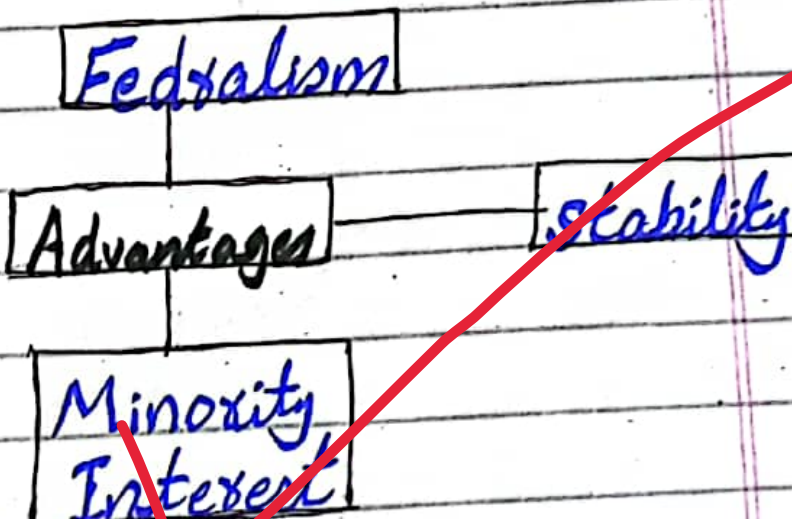 Fedralism
Advantages
Stability
Minority
Interest